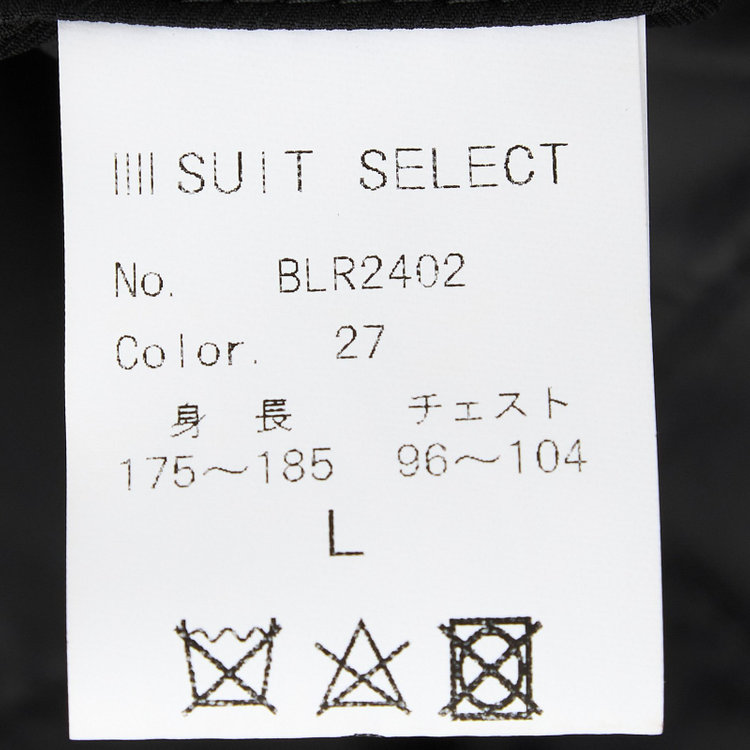 SUIT SELECT
No. BLR2402
Color. 27
身長 チェスト
175～185 96～104
L